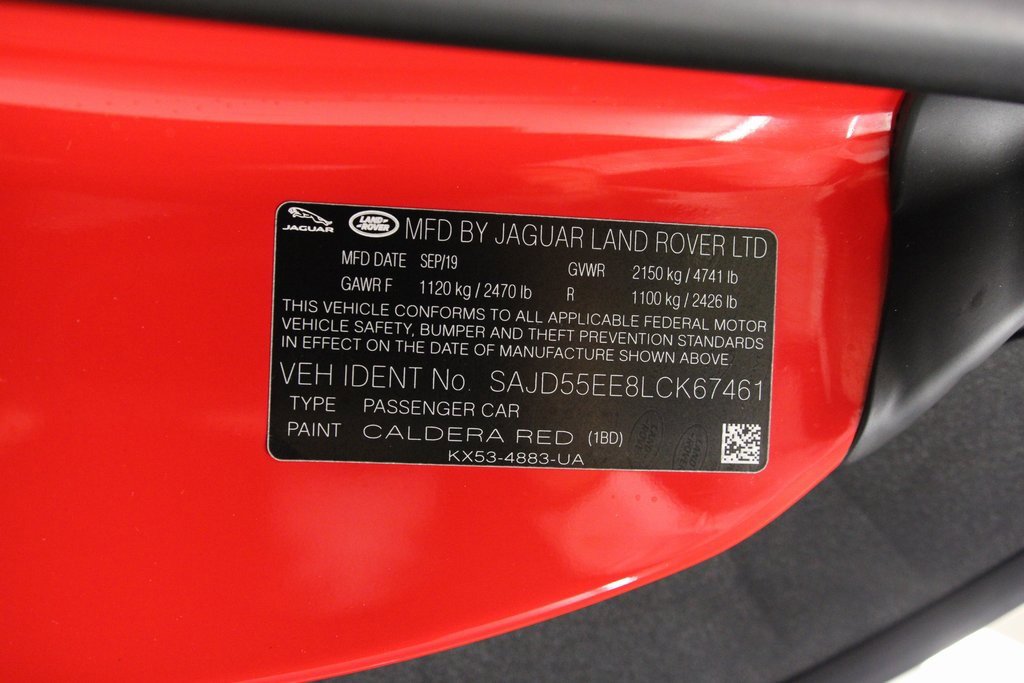 JAGUAR LAND ROVER MFD BY JAGUAR LAND ROVER LTD
MFD DATE SEP/19 GVWR 2150 kg / 4741 lb
GAWR F 1120 kg / 2470 lb R 1100 kg / 2426 lb
THIS VEHICLE CONFORMS TO ALL APPLICABLE FEDERAL MOTOR
VEHICLE SAFETY, BUMPER AND THEFT PREVENTION STANDARDS
IN EFFECT ON THE DATE OF MANUFACTURE SHOWN ABOVE
VEH IDENT No. SAJD55EE8LCK67461
TYPE PASSENGER CAR
PAINT CALDERA RED (1BD)
KX53-4883-UA